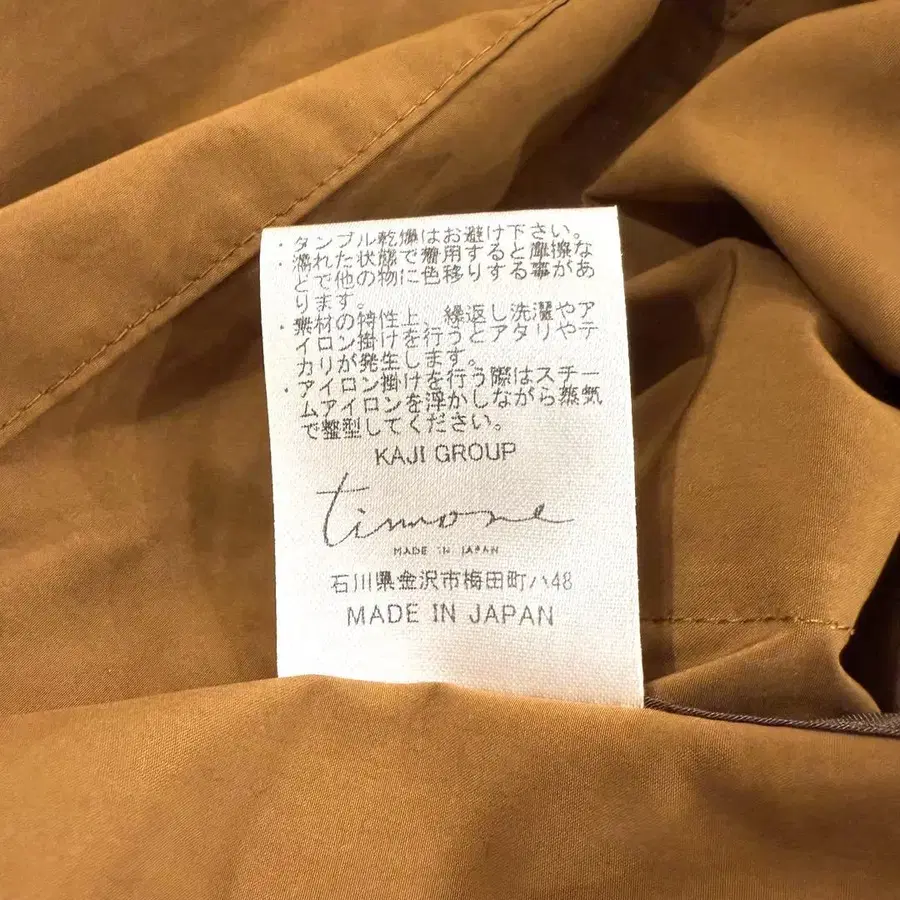 ・タンブル乾燥はお避け下さい。
・濡れた状態で着用すると摩擦な
どで他の物に色移りする事があ
ります。
・素材の特性上、繰返し洗濯やア
イロン掛けを行うとアタリやテ
カリが発生します。
・アイロン掛けを行う際はスチー
ムアイロンを浮かしながら蒸気
で整型してください。
KAJI GROUP
timone
MADE IN JAPAN
石川県金沢市梅田町ハ48
MADE IN JAPAN